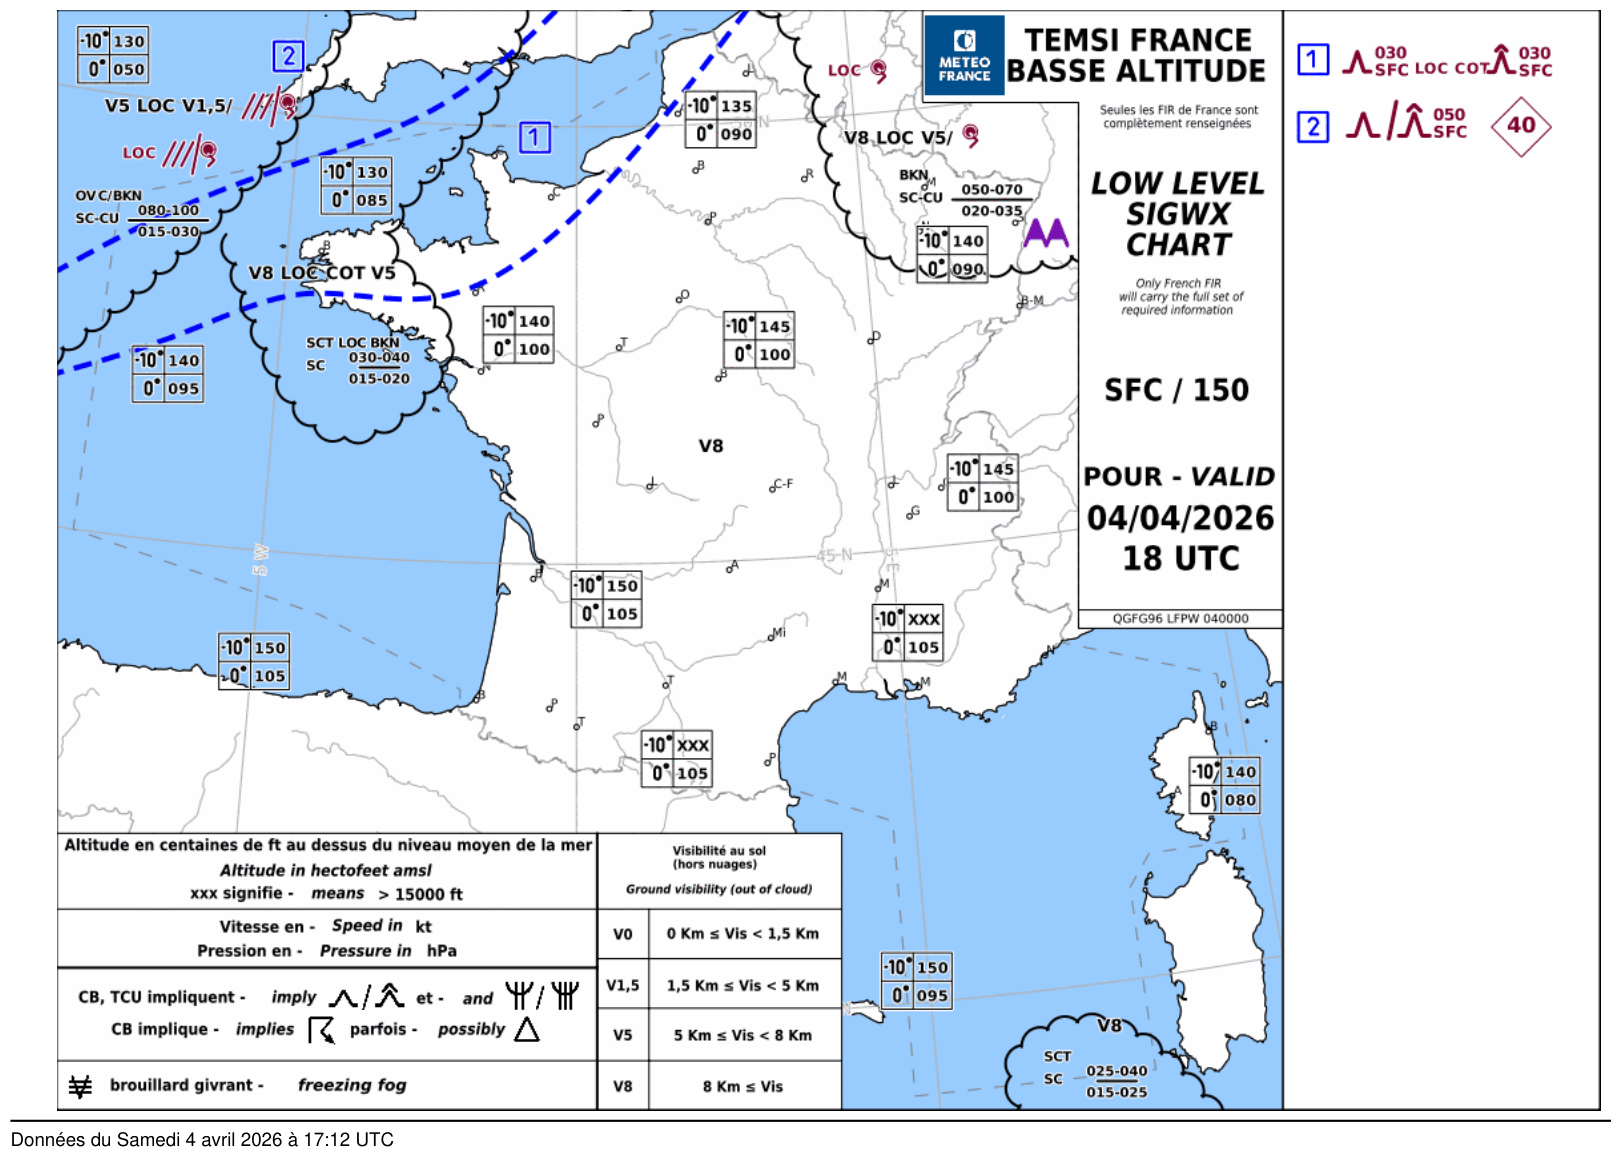 -10° 130
0° 050
2
V5 LOC V1,5/
LOC
OVC/BKN
SC-CU 080-100
015-030
-10° 130
0° 085
1
-10° 135
0° 090
LOC
V8 LOC V5/
BKN
SC-CU 050-070
020-035
-10° 140
0° 090
V8 LOC COT V5
SCT LOC BKN
SC 030-040
015-020
-10° 140
0° 095
-10° 140
0° 100
-10° 145
0° 100
V8
-10° 145
0° 100
5 W
45 N
-10° 150
0° 105
-10° XXX
0° 105
-10° 150
0° 105
-10° XXX
0° 105
-10° 140
0° 080
-10° 150
0° 095
V8
SCT
SC 025-040
015-025
B
C
C
L
B
R
P
M
O
T
B
P
L
C-F
D
B-M
L
G
A
M
Mi
T
B
P
T
P
M
M
N
B
A
METEO
FRANCE
TEMSI FRANCE
BASSE ALTITUDE
Seules les FIR de France sont
complètement renseignées
LOW LEVEL
SIGWX
CHART
Only French FIR
will carry the full set of
required information
SFC / 150
POUR - VALID
04/04/2026
18 UTC
QGFG96 LFPW 040000
1 030 SFC LOC COT 030 SFC
2 050 SFC 40
Altitude en centaines de ft au dessus du niveau moyen de la mer
Altitude in hectofeet amsl
xxx signifie - means > 15000 ft
Vitesse en - Speed in kt
Pression en - Pressure in hPa
CB, TCU impliquent - imply / et - and /
CB implique - implies parfois - possibly
brouillard givrant - freezing fog
Visibilité au sol
(hors nuages)
Ground visibility (out of cloud)
V0 0 Km ≤ Vis < 1,5 Km
V1,5 1,5 Km ≤ Vis < 5 Km
V5 5 Km ≤ Vis < 8 Km
V8 8 Km ≤ Vis
Données du Samedi 4 avril 2026 à 17:12 UTC